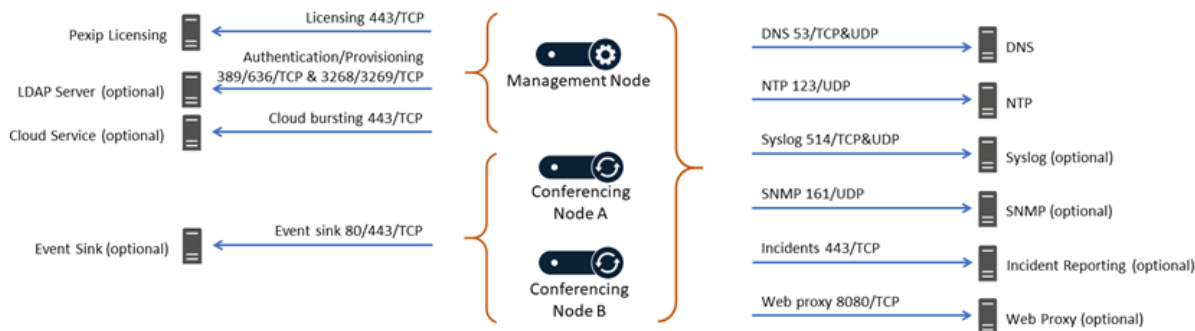 Licensing 443/TCP
Pexip Licensing
Authentication/Provisioning
389/636/TCP & 3268/3269/TCP
LDAP Server (optional)
Cloud bursting 443/TCP
Cloud Service (optional)
Event sink 80/443/TCP
Event Sink (optional)
Management Node
Conferencing
Node A
Conferencing
Node B
DNS 53/TCP&UDP
DNS
NTP 123/UDP
NTP
Syslog 514/TCP&UDP
Syslog (optional)
SNMP 161/UDP
SNMP (optional)
Incidents 443/TCP
Incident Reporting (optional)
Web proxy 8080/TCP
Web Proxy (optional)